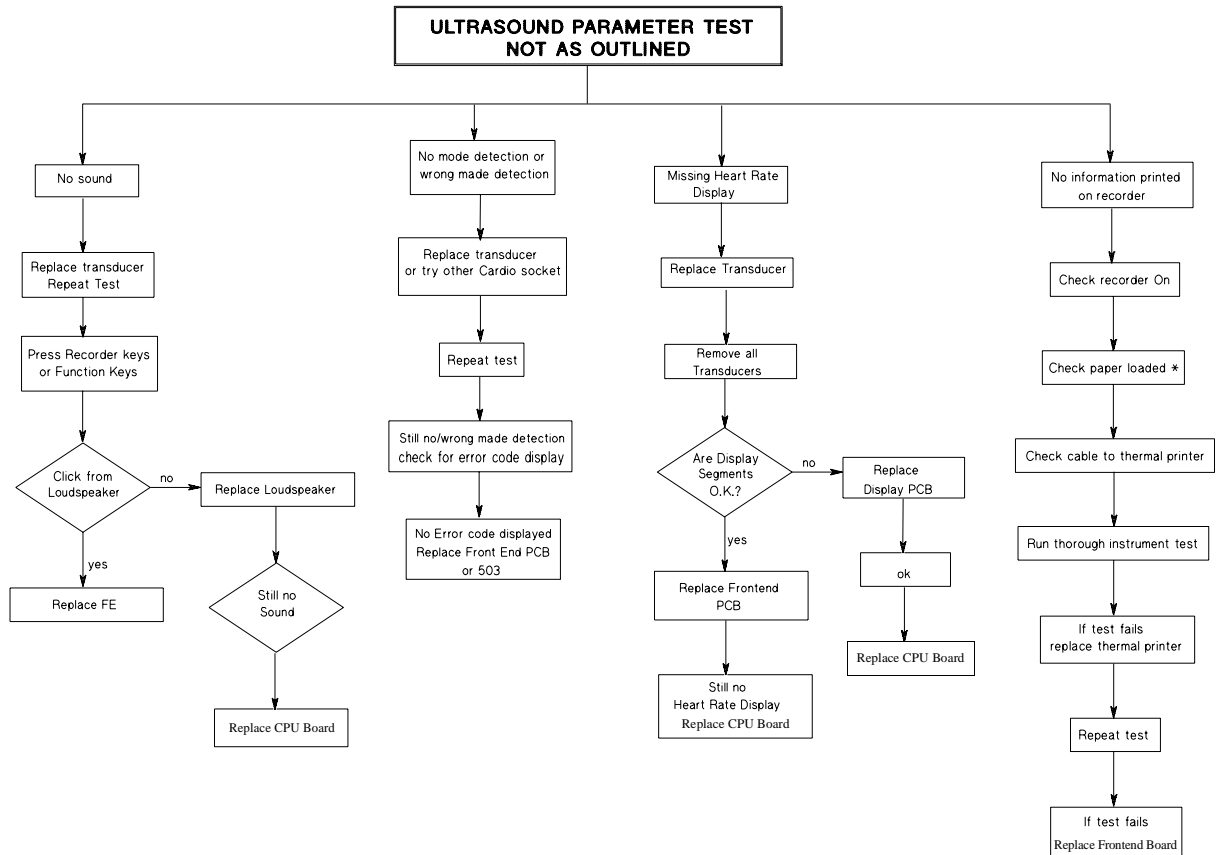 ULTRASOUND PARAMETER TEST
NOT AS OUTLINED
No sound
Replace transducer
Repeat Test
Press Recorder keys
or Function Keys
Click from
Loudspeaker
no
Replace Loudspeaker
yes
Replace FE
Still no
Sound
Replace CPU Board
No mode detection or
wrong made detection
Replace transducer
or try other Cardio socket
Repeat test
Still no/wrong made detection
check for error code display
No Error code displayed
Replace Front End PCB
or 503
Missing Heart Rate
Display
Replace Transducer
Remove all
Transducers
Are Display
Segments
O.K.?
no
Replace
Display PCB
ok
Replace CPU Board
yes
Replace Frontend
PCB
Still no
Heart Rate Display
Replace CPU Board
No information printed
on recorder
Check recorder On
Check paper loaded *
Check cable to thermal printer
Run thorough instrument test
If test fails
replace thermal printer
Repeat test
If test fails
Replace Frontend Board